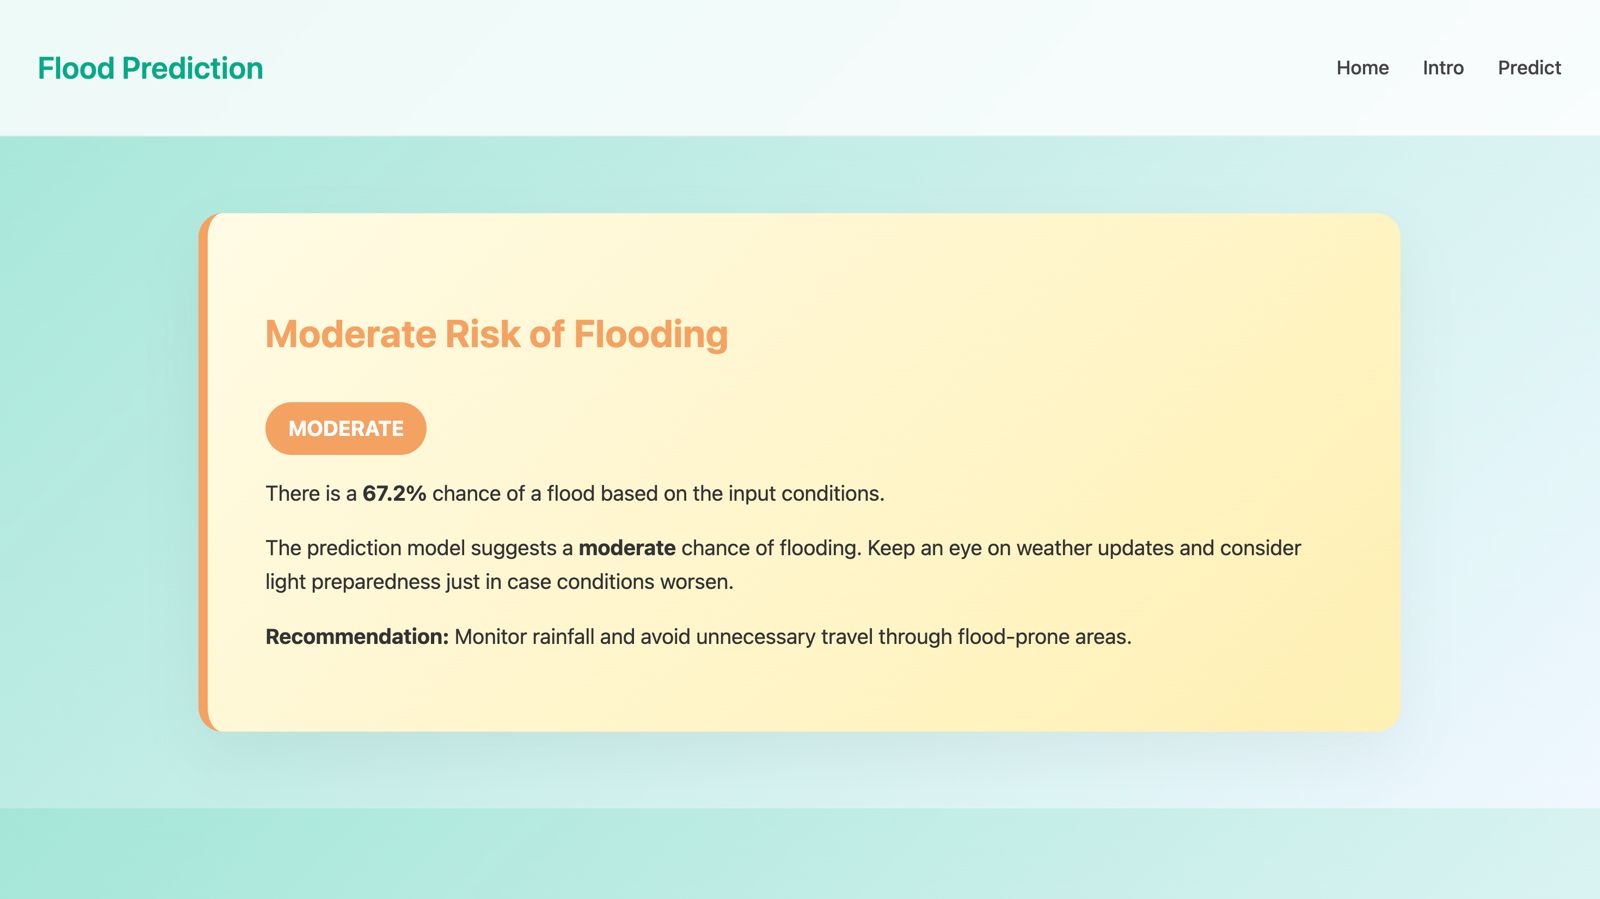 Flood Prediction
Home Intro Predict
Moderate Risk of Flooding
MODERATE
There is a 67.2% chance of a flood based on the input conditions.
The prediction model suggests a moderate chance of flooding. Keep an eye on weather updates and consider
light preparedness just in case conditions worsen.
Recommendation: Monitor rainfall and avoid unnecessary travel through flood-prone areas.